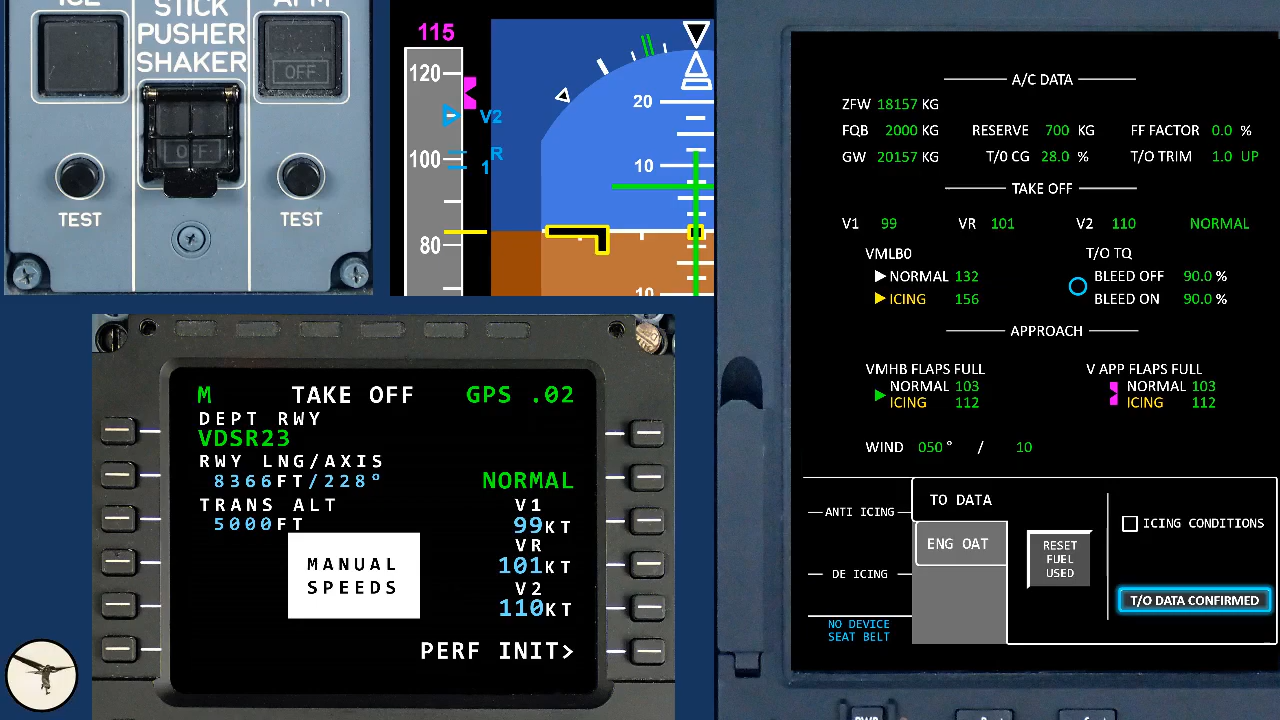 STICK
PUSHER
SHAKER
OFF
OFF
TEST
TEST
115
120
100
80
V2
R
1
20
10
10
M TAKE OFF GPS .02
DEPT RWY
VDSR23
RWY LNG/AXIS
8366FT/228° NORMAL
TRANS ALT V1
5000FT 99KT
VR
MANUAL 101KT
SPEEDS V2
110KT
PERF INIT>
A/C DATA
ZFW 18157 KG
FQB 2000 KG RESERVE 700 KG FF FACTOR 0.0 %
GW 20157 KG T/O CG 28.0 % T/O TRIM 1.0 UP
TAKE OFF
V1 99 VR 101 V2 110 NORMAL
VMLB0 T/O TQ
NORMAL 132 BLEED OFF 90.0 %
ICING 156 BLEED ON 90.0 %
APPROACH
VMHB FLAPS FULL V APP FLAPS FULL
NORMAL 103 NORMAL 103
ICING 112 ICING 112
WIND 050° / 10
TO DATA
ANTI ICING
ENG OAT
DE ICING
NO DEVICE
SEAT BELT
RESET
FUEL
USED
ICING CONDITIONS
T/O DATA CONFIRMED